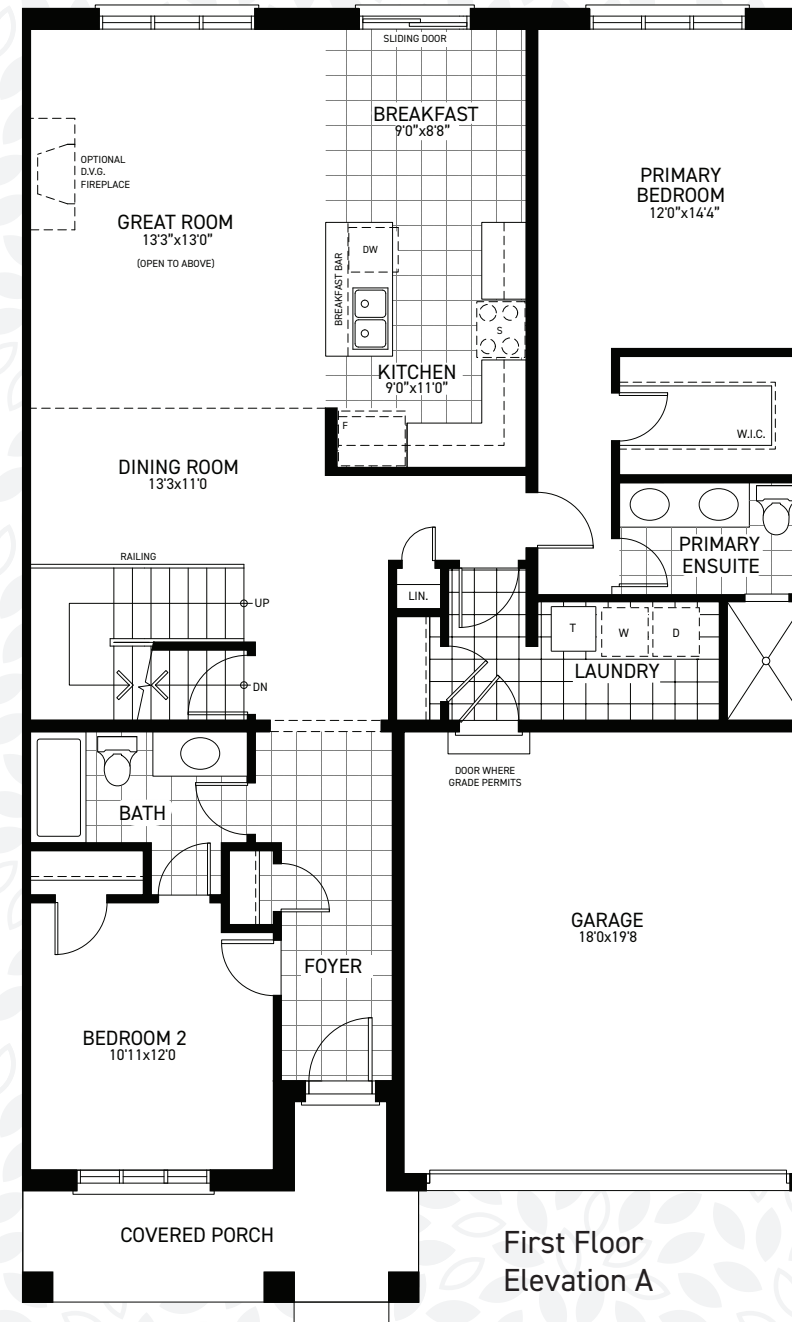 SLIDING DOOR
BREAKFAST
9'0"x8'8"
OPTIONAL
D.V.G.
FIREPLACE
PRIMARY
BEDROOM
12'0"x14'4"
GREAT ROOM
13'3"x13'0"
(OPEN TO ABOVE)
DW
BREAKFAST BAR
S
KITCHEN
9'0"x11'0"
F
W.I.C.
DINING ROOM
13'3x11'0
PRIMARY
ENSUITE
RAILING
LIN.
UP
T
W
D
LAUNDRY
DN
DOOR WHERE
GRADE PERMITS
BATH
GARAGE
18'0x19'8
FOYER
BEDROOM 2
10'11x12'0
COVERED PORCH
First Floor
Elevation A